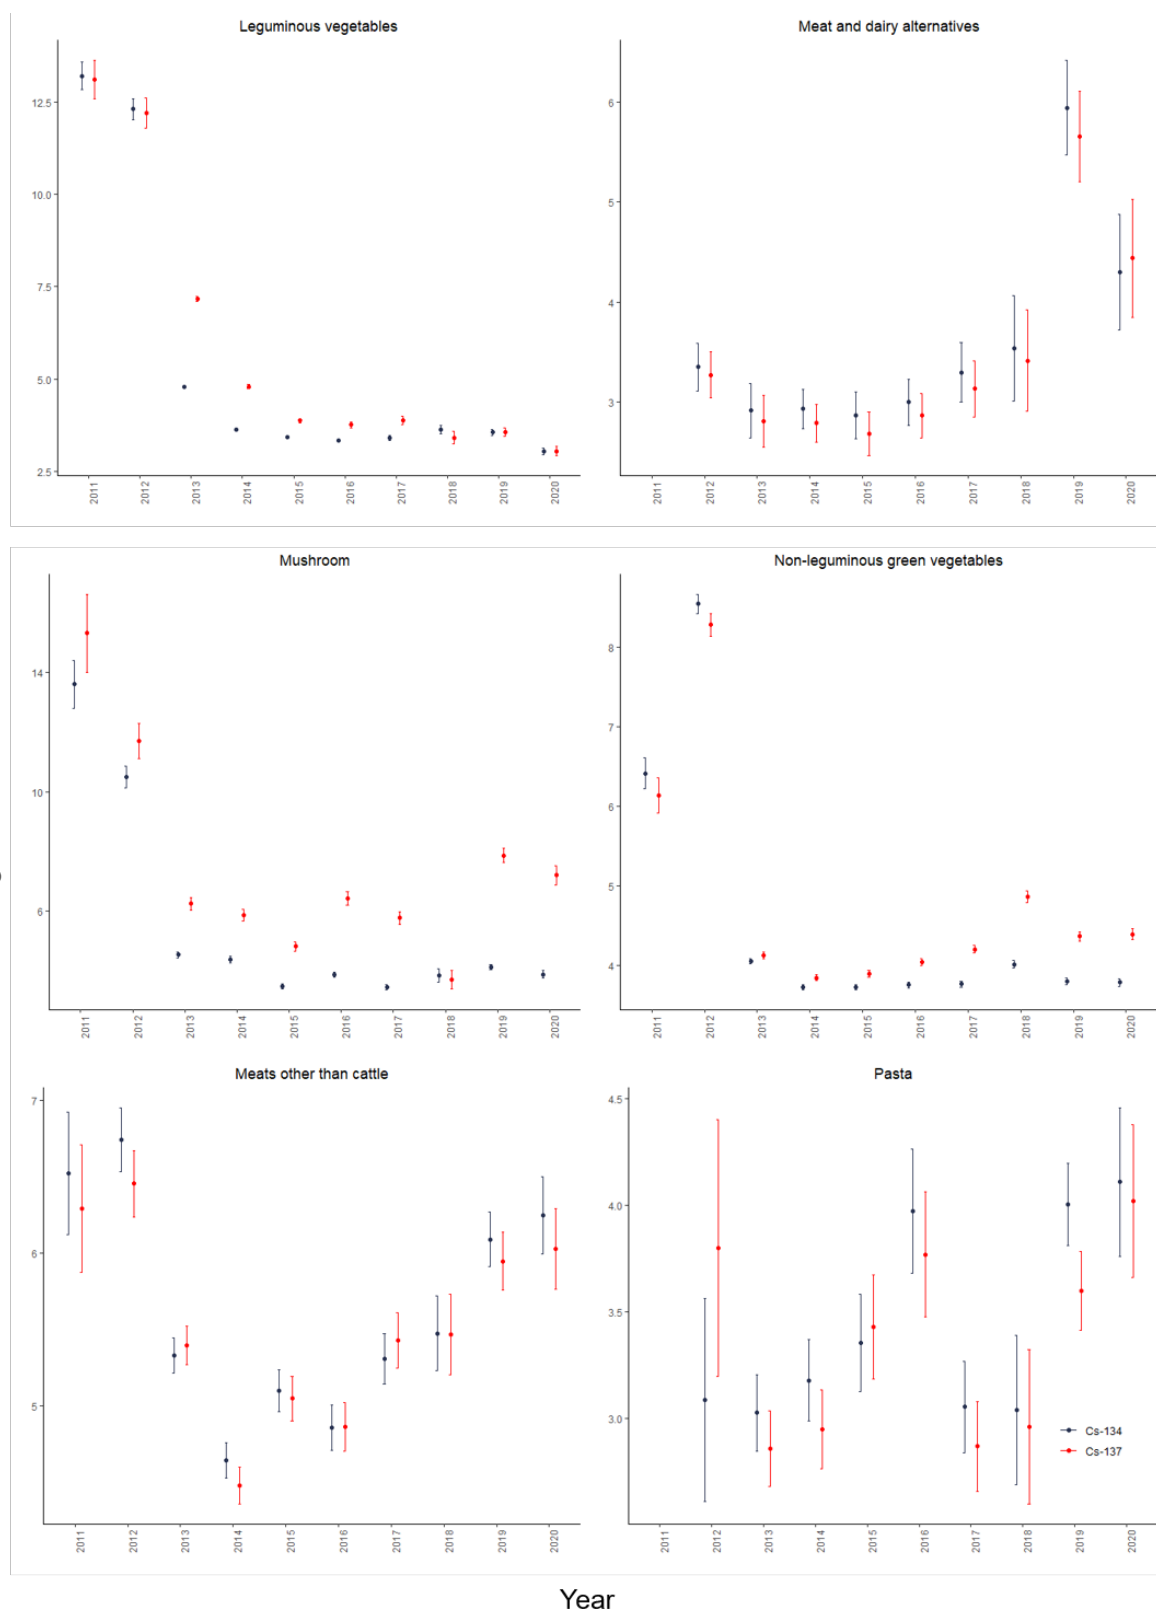 Leguminous vegetables
12.5
10.0
7.5
5.0
2.5
2011 2012 2013 2014 2015 2016 2017 2018 2019 2020
Meat and dairy alternatives
6
5
4
3
2011 2012 2013 2014 2015 2016 2017 2018 2019 2020
Mushroom
14
10
6
2011 2012 2013 2014 2015 2016 2017 2018 2019 2020
Non-leguminous green vegetables
8
7
6
5
4
2011 2012 2013 2014 2015 2016 2017 2018 2019 2020
Meats other than cattle
7
6
5
2011 2012 2013 2014 2015 2016 2017 2018 2019 2020
Pasta
4.5
4.0
3.5
3.0
Cs-134
Cs-137
2011 2012 2013 2014 2015 2016 2017 2018 2019 2020
Year